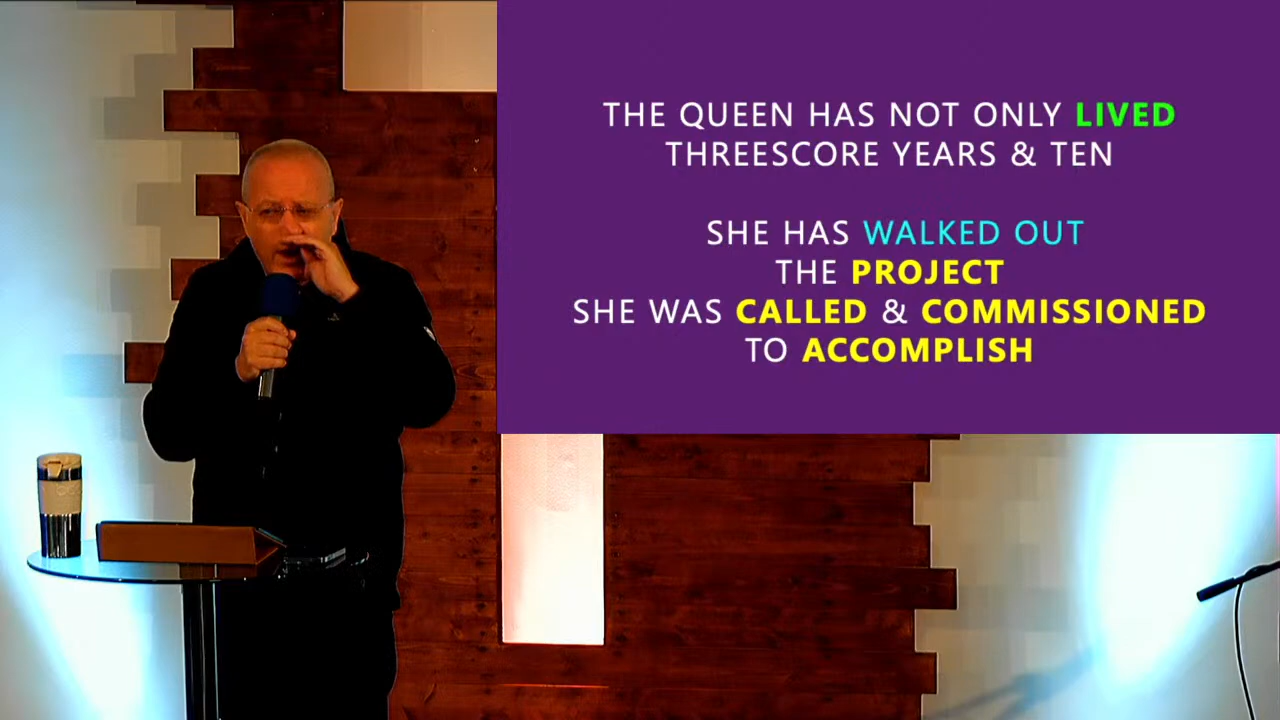 THE QUEEN HAS NOT ONLY LIVED
THREESCORE YEARS & TEN
SHE HAS WALKED OUT
THE PROJECT
SHE WAS CALLED & COMMISSIONED
TO ACCOMPLISH